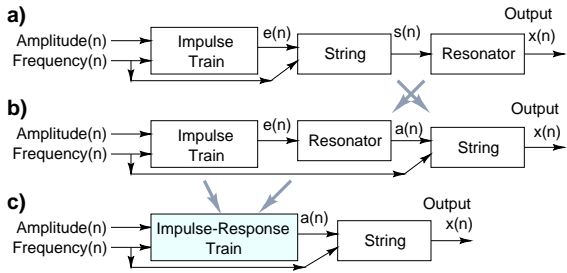 a)
Output
Amplitude(n)
Frequency(n)
Impulse
Train
e(n)
String
s(n)
Resonator
x(n)
b)
Output
Amplitude(n)
Frequency(n)
Impulse
Train
e(n)
Resonator
a(n)
String
x(n)
c)
Output
Amplitude(n)
Frequency(n)
Impulse-Response
Train
a(n)
String
x(n)